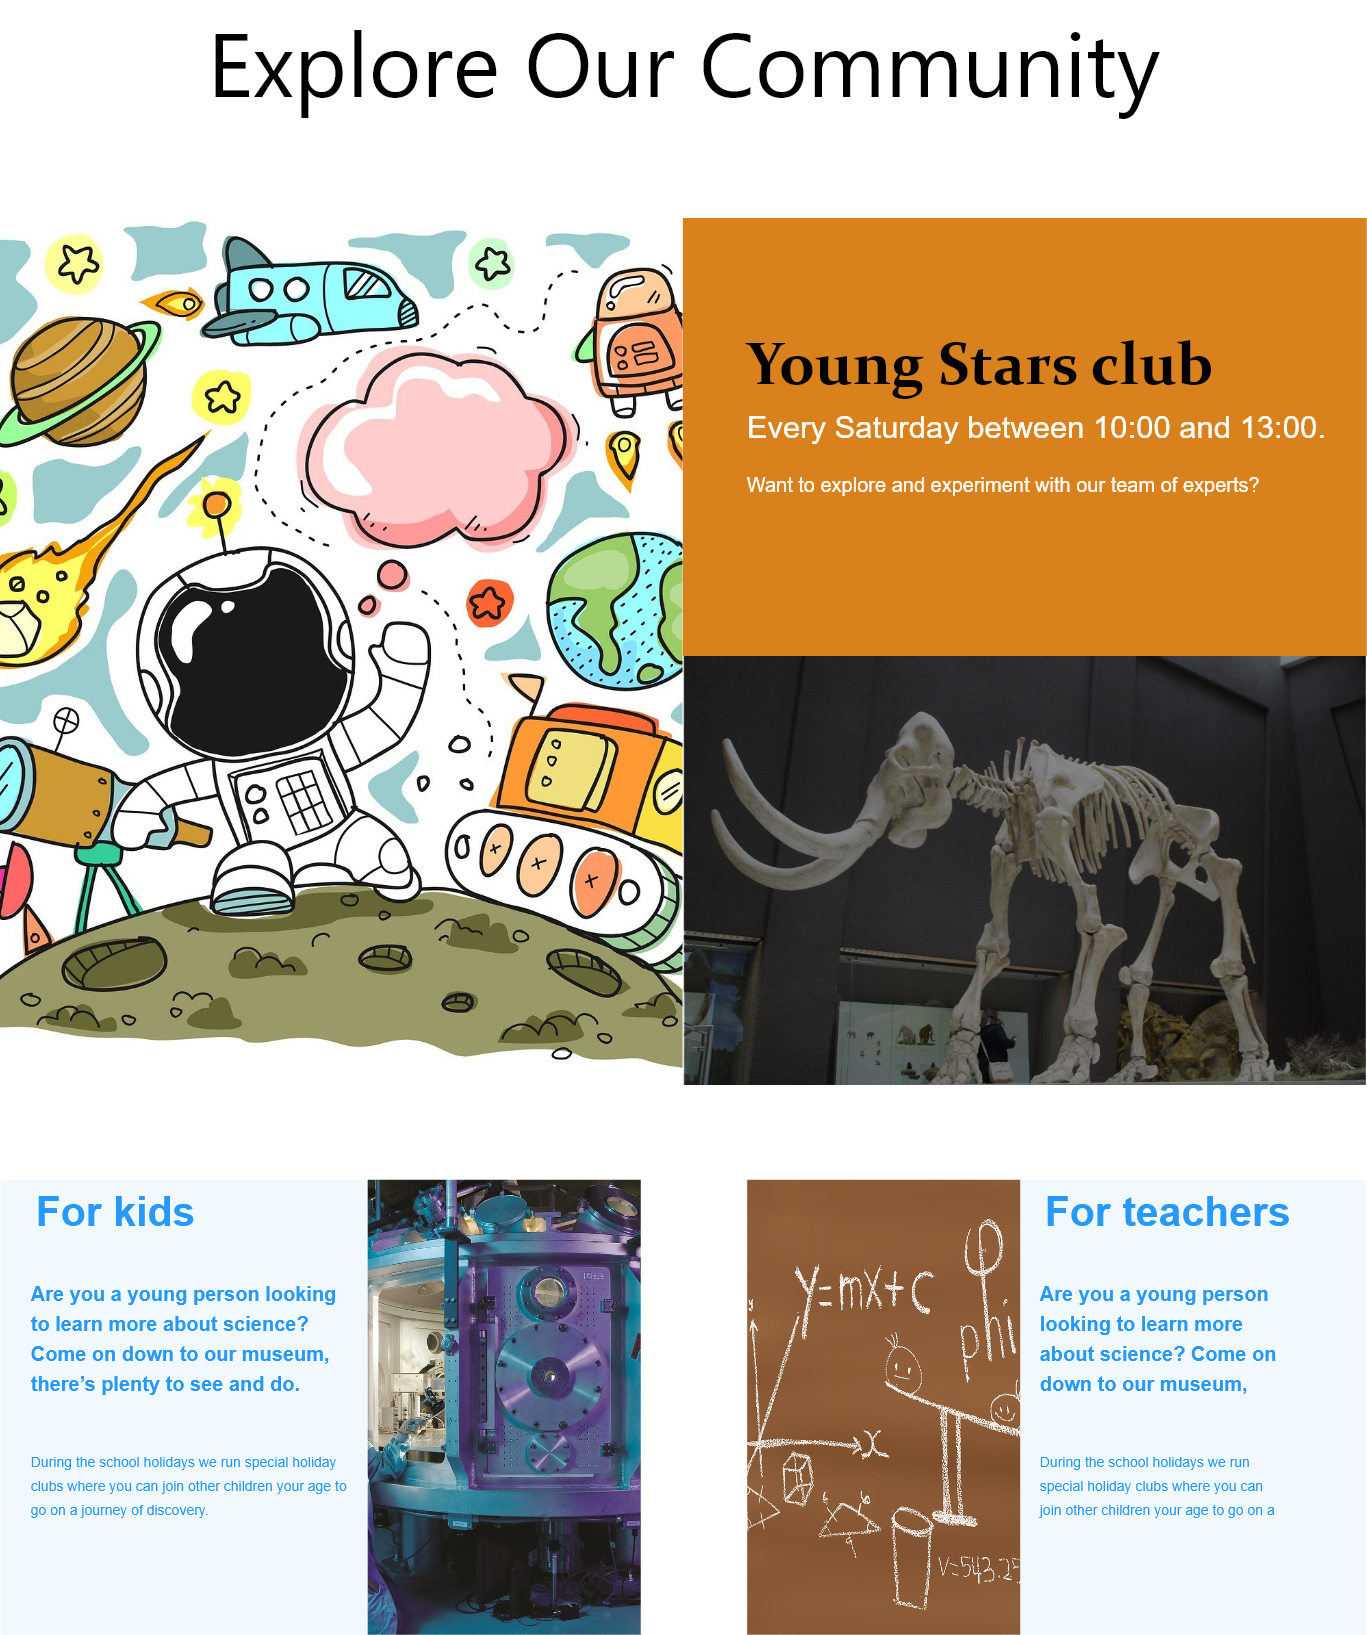 Explore Our Community
Young Stars club
Every Saturday between 10:00 and 13:00.
Want to explore and experiment with our team of experts?
For kids
Are you a young person looking
to learn more about science?
Come on down to our museum,
there’s plenty to see and do.
During the school holidays we run special holiday
clubs where you can join other children your age to
go on a journey of discovery.
y=mx+c
phi
x
v=543.25
For teachers
Are you a young person
looking to learn more
about science? Come on
down to our museum,
During the school holidays we run
special holiday clubs where you can
join other children your age to go on a